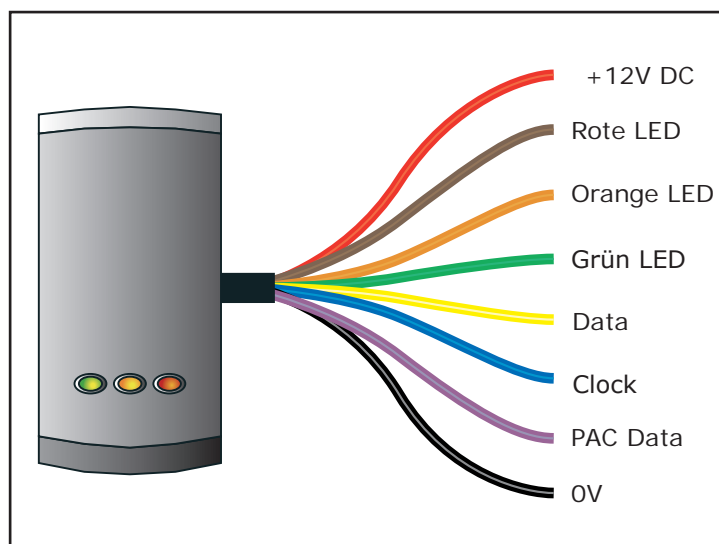 +12V DC
Rote LED
Orange LED
Grün LED
Data
Clock
PAC Data
0V